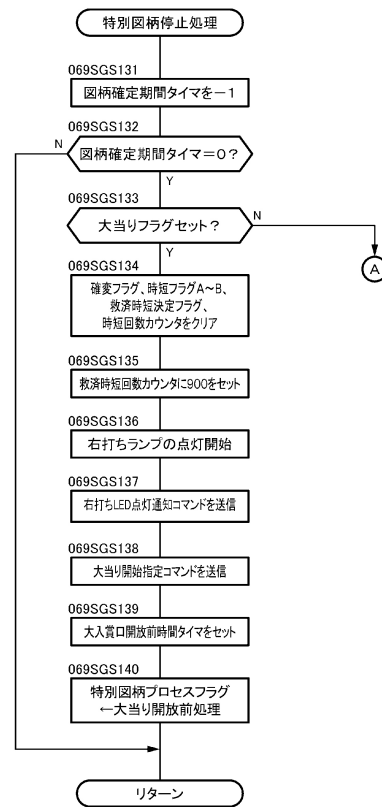 特別図柄停止処理
069SGS131
図柄確定期間タイマを−1
069SGS132
N
図柄確定期間タイマ=0?
Y
069SGS133
大当りフラグセット?
N
Y
A
069SGS134
確変フラグ、時短フラグA〜B、
救済時短決定フラグ、
時短回数カウンタをクリア
069SGS135
救済時短回数カウンタに900をセット
069SGS136
右打ちランプの点灯開始
069SGS137
右打ちLED点灯通知コマンドを送信
069SGS138
大当り開始指定コマンドを送信
069SGS139
大入賞口開放前時間タイマをセット
069SGS140
特別図柄プロセスフラグ
←大当り開放前処理
リターン